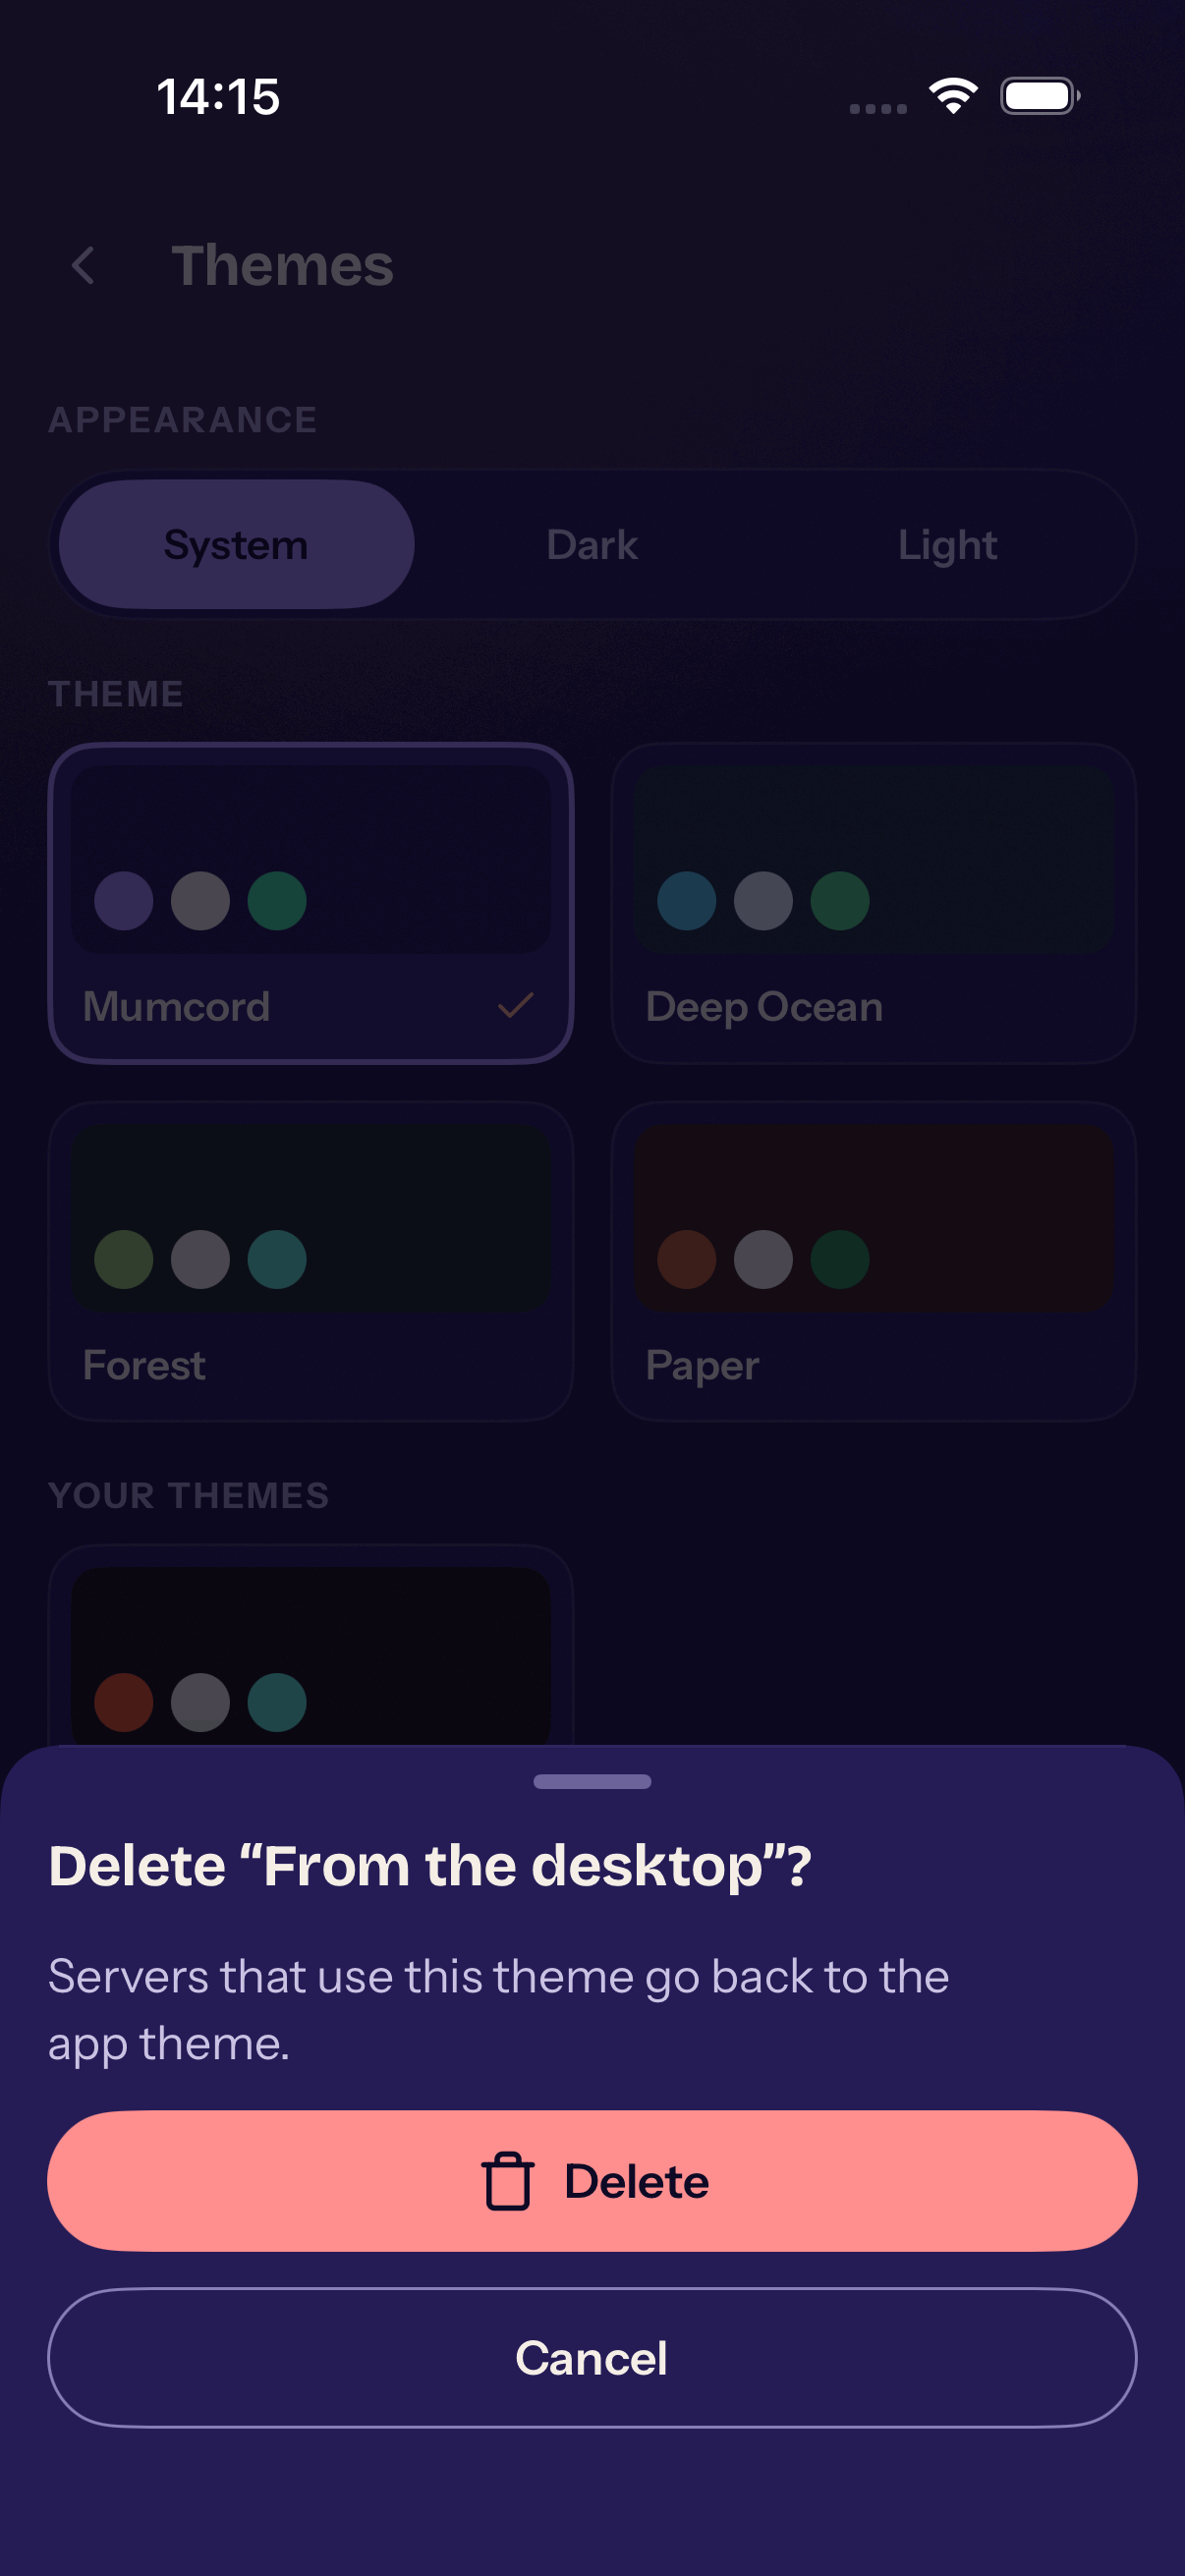 14:15
Themes
APPEARANCE
System
Dark
Light
THEME
Mumcord
Deep Ocean
Forest
Paper
YOUR THEMES
Delete “From the desktop”?
Servers that use this theme go back to the
app theme.
Delete
Cancel